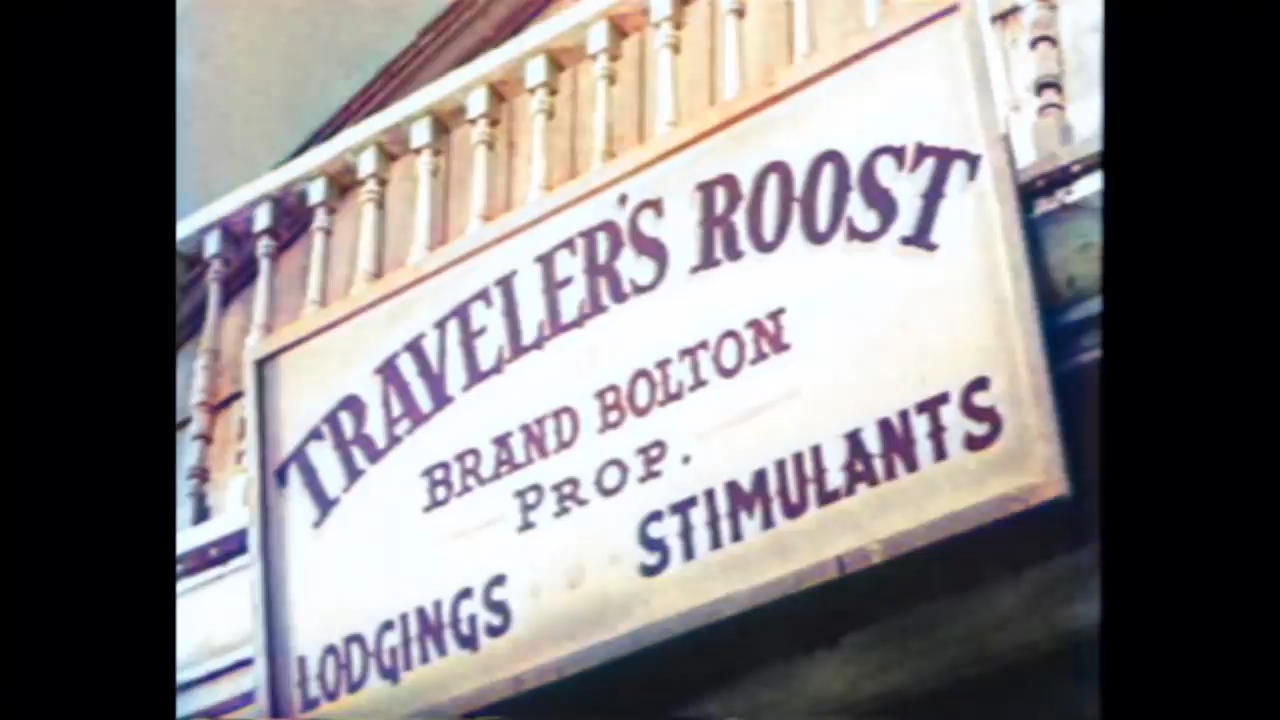 TRAVELER'S ROOST
BRAND BOLTON
PROP.
LODGINGS STIMULANTS